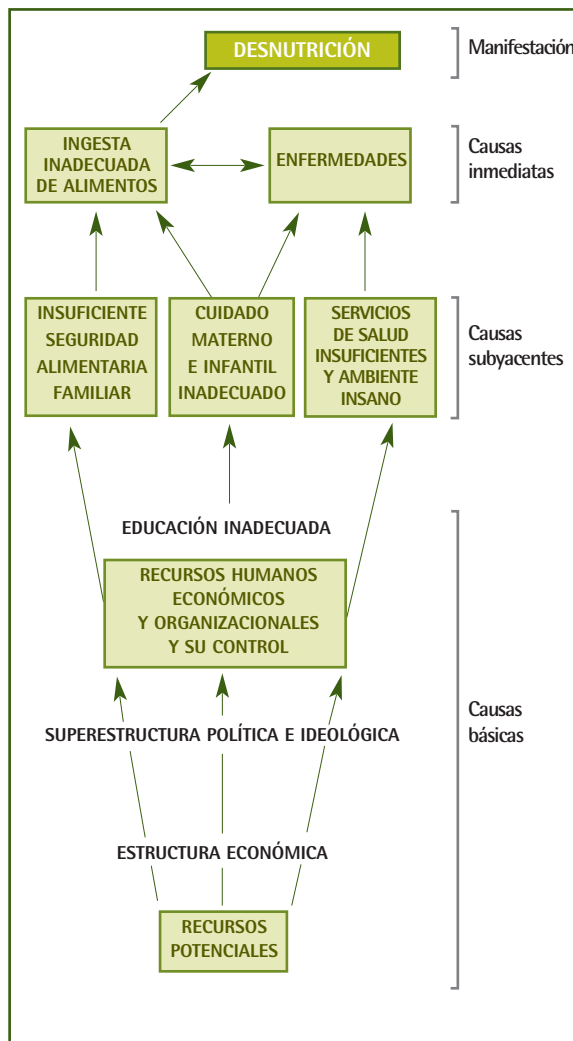 DESNUTRICIÓN
Manifestación
INGESTA
INADECUADA
DE ALIMENTOS
ENFERMEDADES
Causas
inmediatas
INSUFICIENTE
SEGURIDAD
ALIMENTARIA
FAMILIAR
CUIDADO
MATERNO
E INFANTIL
INADECUADO
SERVICIOS
DE SALUD
INSUFICIENTES
Y AMBIENTE
INSANO
Causas
subyacentes
EDUCACIÓN INADECUADA
RECURSOS HUMANOS
ECONÓMICOS
Y ORGANIZACIONALES
Y SU CONTROL
SUPERESTRUCTURA POLÍTICA E IDEOLÓGICA
ESTRUCTURA ECONÓMICA
RECURSOS
POTENCIALES
Causas
básicas